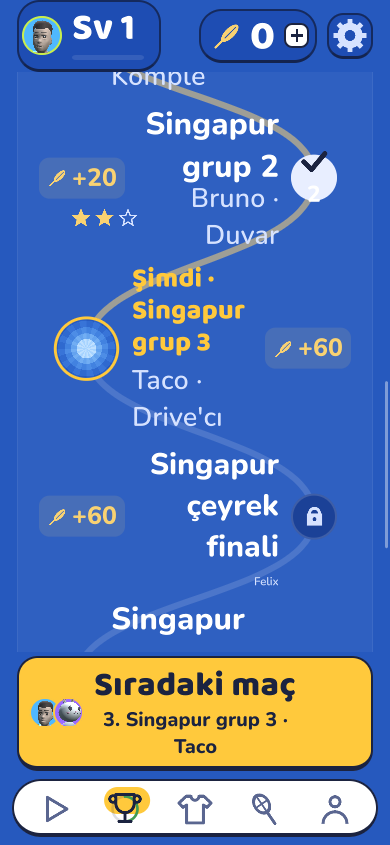 Sv 1
0
Komple
Singapur
grup 2
+20
2
Bruno ·
Duvar
Şimdi ·
Singapur
grup 3
+60
Taco ·
Drive'cı
Singapur
çeyrek
finali
+60
Felix
Singapur
Sıradaki maç
3. Singapur grup 3 ·
Taco